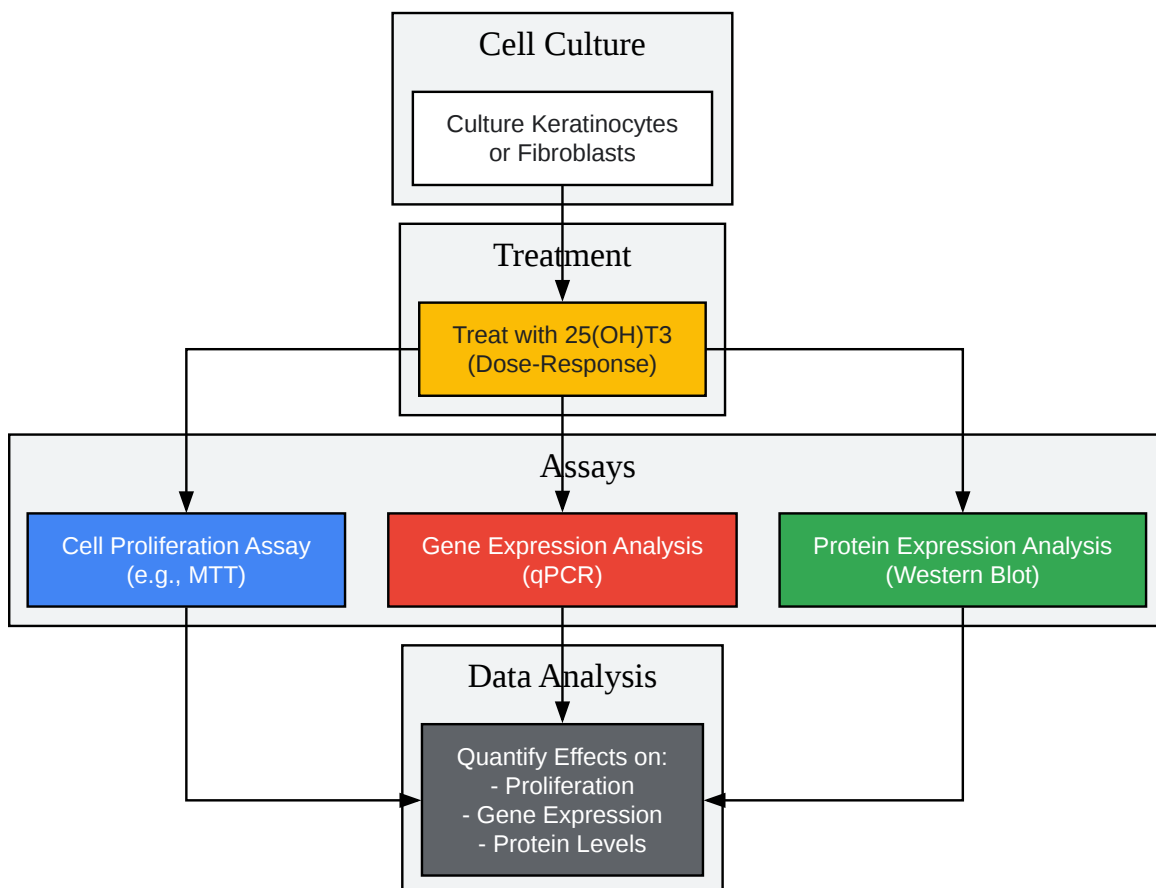 Cell Culture
Culture Keratinocytes
or Fibroblasts
Treatment
Treat with 25(OH)T3
(Dose-Response)
Assays
Cell Proliferation Assay
(e.g., MTT)
Gene Expression Analysis
(qPCR)
Protein Expression Analysis
(Western Blot)
Data Analysis
Quantify Effects on:
- Proliferation
- Gene Expression
- Protein Levels